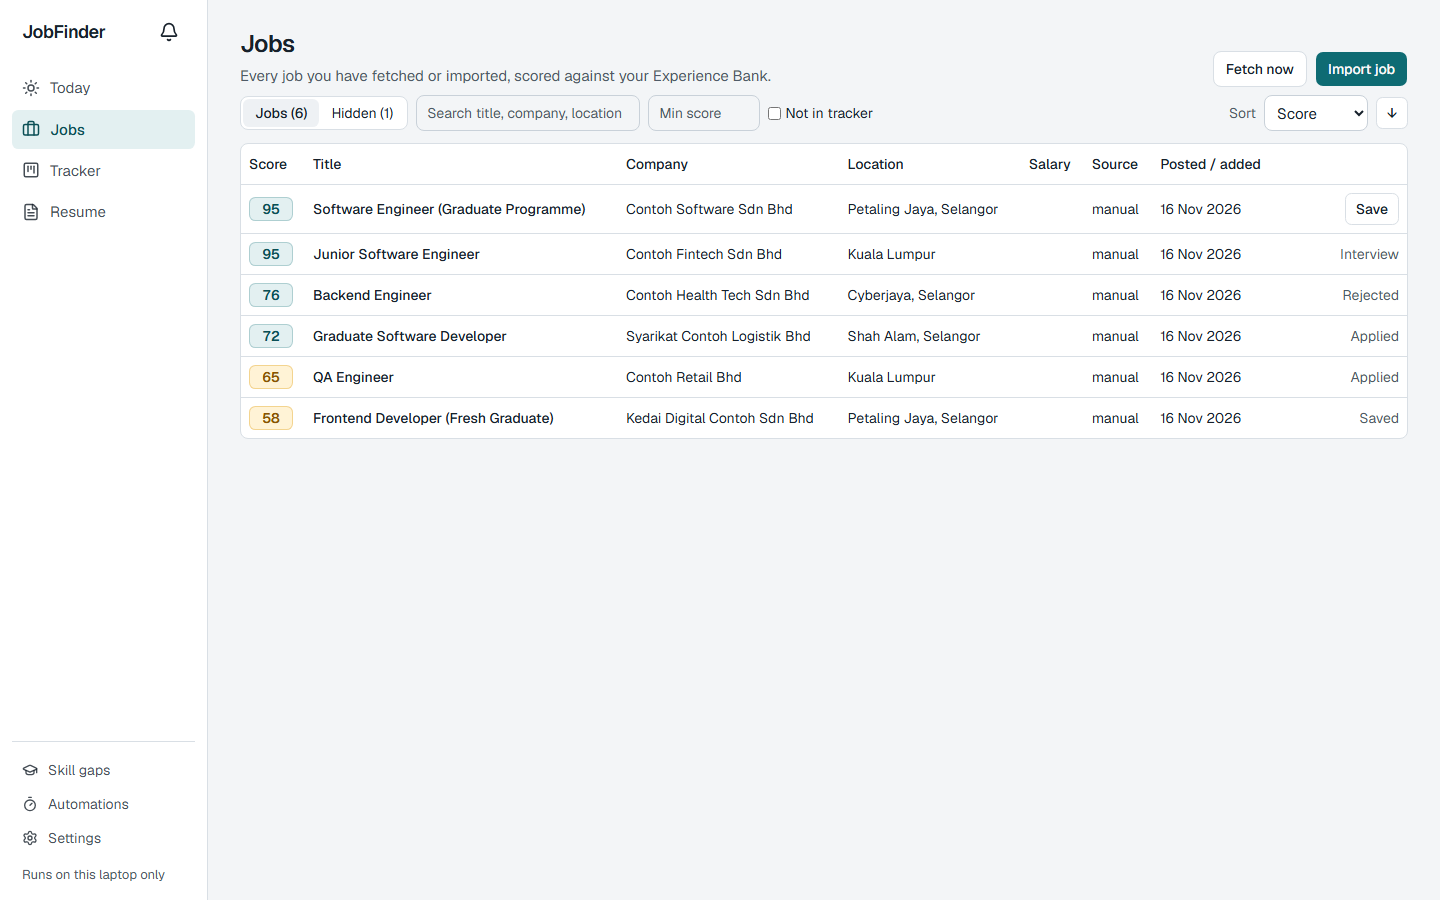 JobFinder
Today
Jobs
Tracker
Resume
Skill gaps
Automations
Settings
Runs on this laptop only
Jobs
Every job you have fetched or imported, scored against your Experience Bank.
Fetch now
Import job
Jobs (6) Hidden (1) Search title, company, location Min score Not in tracker Sort Score
Score Title Company Location Salary Source Posted / added
95 Software Engineer (Graduate Programme) Contoh Software Sdn Bhd Petaling Jaya, Selangor manual 16 Nov 2026 Save
95 Junior Software Engineer Contoh Fintech Sdn Bhd Kuala Lumpur manual 16 Nov 2026 Interview
76 Backend Engineer Contoh Health Tech Sdn Bhd Cyberjaya, Selangor manual 16 Nov 2026 Rejected
72 Graduate Software Developer Syarikat Contoh Logistik Bhd Shah Alam, Selangor manual 16 Nov 2026 Applied
65 QA Engineer Contoh Retail Bhd Kuala Lumpur manual 16 Nov 2026 Applied
58 Frontend Developer (Fresh Graduate) Kedai Digital Contoh Sdn Bhd Petaling Jaya, Selangor manual 16 Nov 2026 Saved